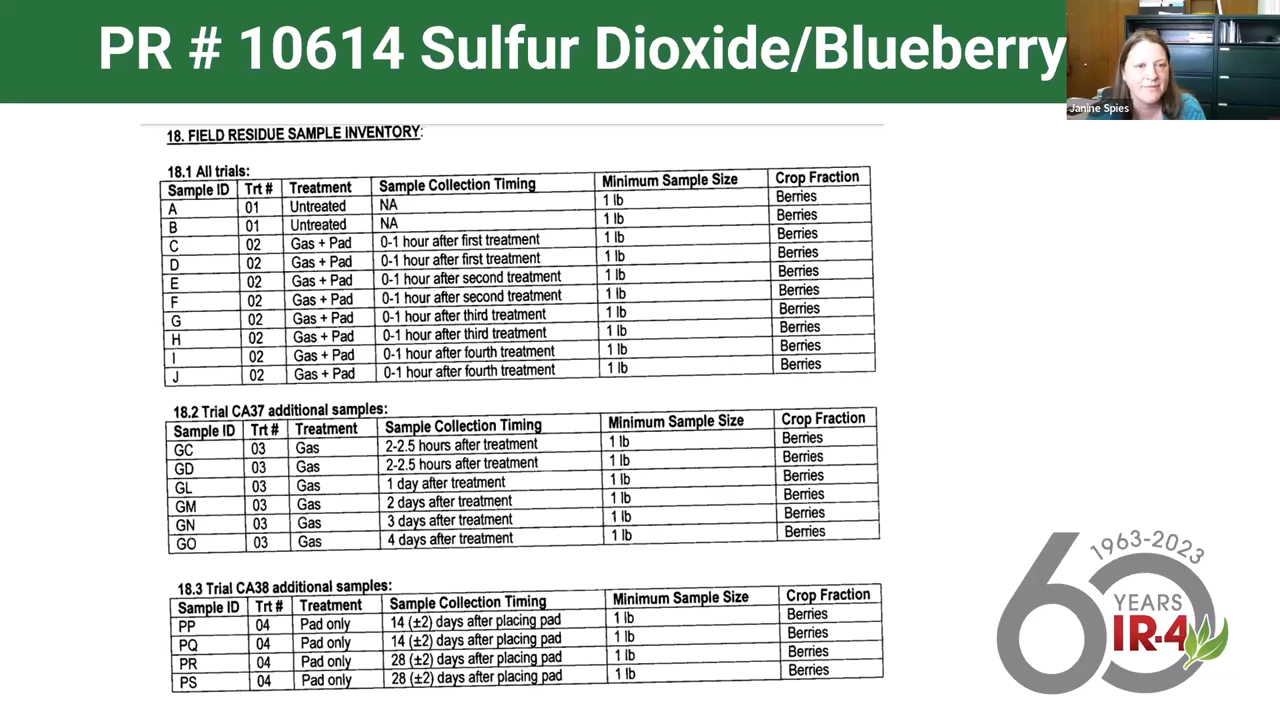 PR # 10614 Sulfur Dioxide/Blueberry
Janine Spies
18. FIELD RESIDUE SAMPLE INVENTORY:
18.1 All trials:
Sample ID Trt # Treatment Sample Collection Timing Minimum Sample Size Crop Fraction
A 01 Untreated NA 1 lb Berries
B 01 Untreated NA 1 lb Berries
C 02 Gas + Pad 0-1 hour after first treatment 1 lb Berries
D 02 Gas + Pad 0-1 hour after first treatment 1 lb Berries
E 02 Gas + Pad 0-1 hour after second treatment 1 lb Berries
F 02 Gas + Pad 0-1 hour after second treatment 1 lb Berries
G 02 Gas + Pad 0-1 hour after third treatment 1 lb Berries
H 02 Gas + Pad 0-1 hour after third treatment 1 lb Berries
I 02 Gas + Pad 0-1 hour after fourth treatment 1 lb Berries
J 02 Gas + Pad 0-1 hour after fourth treatment 1 lb Berries
18.2 Trial CA37 additional samples:
Sample ID Trt # Treatment Sample Collection Timing Minimum Sample Size Crop Fraction
GC 03 Gas 2-2.5 hours after treatment 1 lb Berries
GD 03 Gas 2-2.5 hours after treatment 1 lb Berries
GL 03 Gas 1 day after treatment 1 lb Berries
GM 03 Gas 2 days after treatment 1 lb Berries
GN 03 Gas 3 days after treatment 1 lb Berries
GO 03 Gas 4 days after treatment 1 lb Berries
18.3 Trial CA38 additional samples:
Sample ID Trt # Treatment Sample Collection Timing Minimum Sample Size Crop Fraction
PP 04 Pad only 14 (±2) days after placing pad 1 lb Berries
PQ 04 Pad only 14 (±2) days after placing pad 1 lb Berries
PR 04 Pad only 28 (±2) days after placing pad 1 lb Berries
PS 04 Pad only 28 (±2) days after placing pad 1 lb Berries
1963-2023
60
YEARS
IR-4